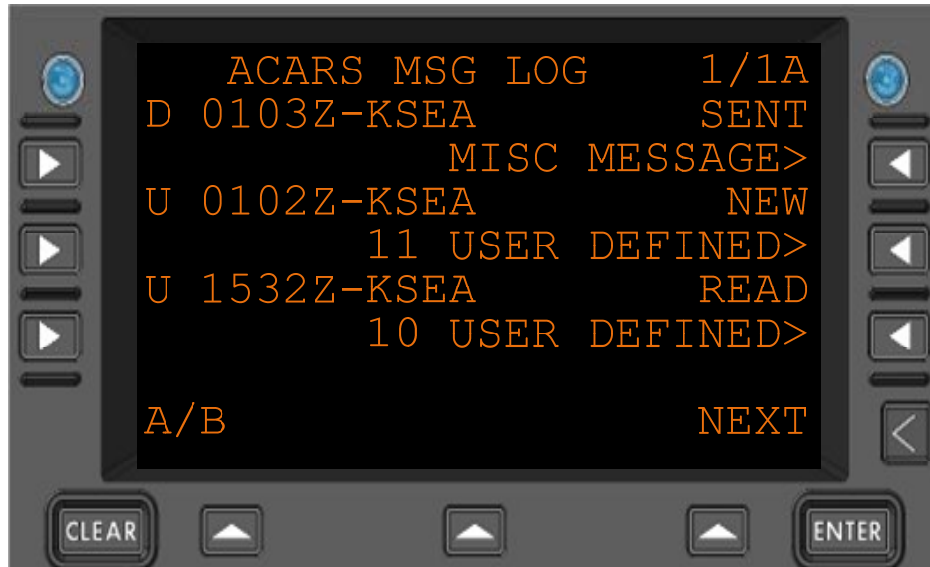 ACARS MSG LOG 1/1A
D 0103Z-KSEA SENT
MISC MESSAGE>
U 0102Z-KSEA NEW
11 USER DEFINED>
U 1532Z-KSEA READ
10 USER DEFINED>
A/B NEXT
CLEAR ENTER